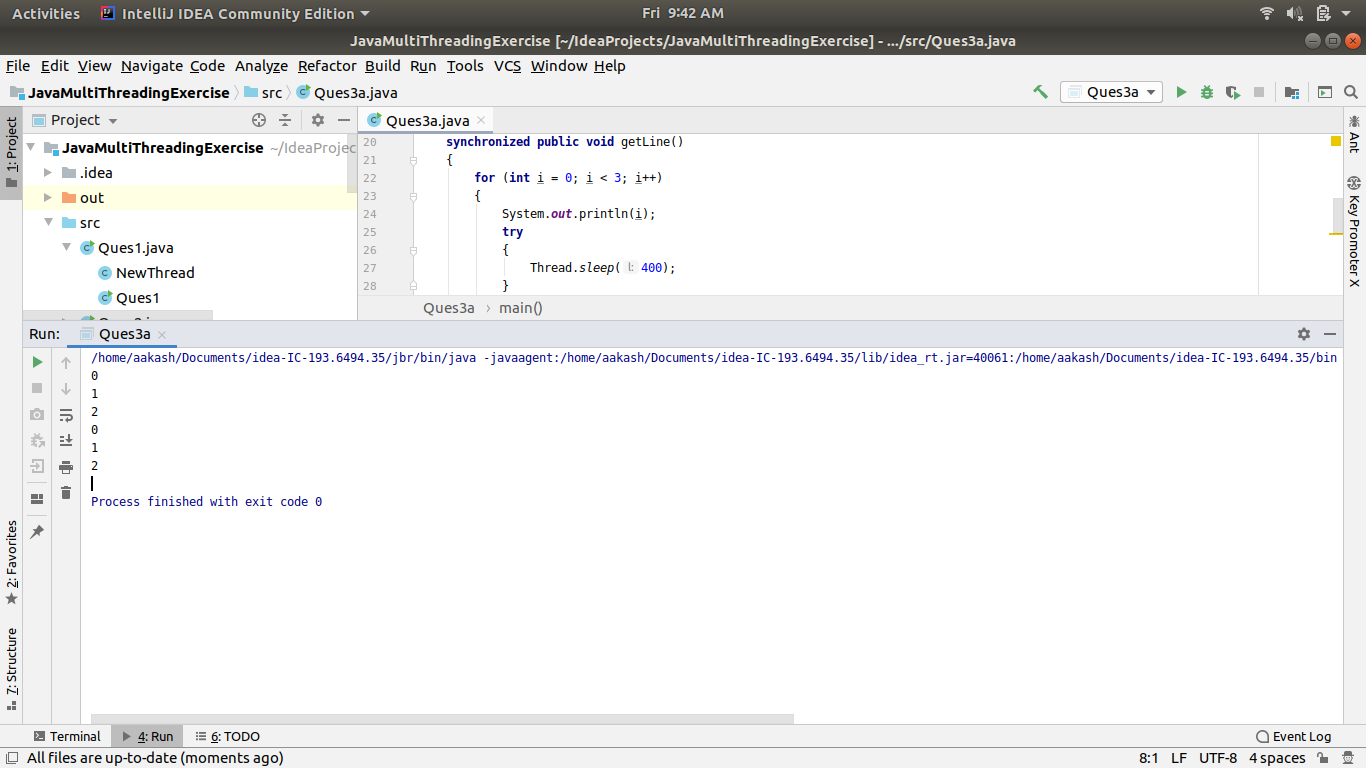 Activities IntelliJ IDEA Community Edition Fri 9:42 AM
JavaMultiThreadingExercise [~/IdeaProjects/JavaMultiThreadingExercise] - .../src/Ques3a.java
File Edit View Navigate Code Analyze Refactor Build Run Tools VCS Window Help
JavaMultiThreadingExercise src Ques3a.java Ques3a
1: Project
Project
JavaMultiThreadingExercise ~/IdeaProjec
.idea
out
src
Ques1.java
NewThread
Ques1
Ques3a.java
20 synchronized public void getLine()
21 {
22 for (int i = 0; i < 3; i++)
23 {
24 System.out.println(i);
25 try
26 {
27 Thread.sleep( l: 400);
28 }
Ques3a › main()
Ant
Key Promoter X
Run: Ques3a
/home/aakash/Documents/idea-IC-193.6494.35/jbr/bin/java -javaagent:/home/aakash/Documents/idea-IC-193.6494.35/lib/idea_rt.jar=40061:/home/aakash/Documents/idea-IC-193.6494.35/bin
0
1
2
0
1
2
Process finished with exit code 0
2: Favorites
7: Structure
Terminal 4: Run 6: TODO Event Log
All files are up-to-date (moments ago) 8:1 LF UTF-8 4 spaces